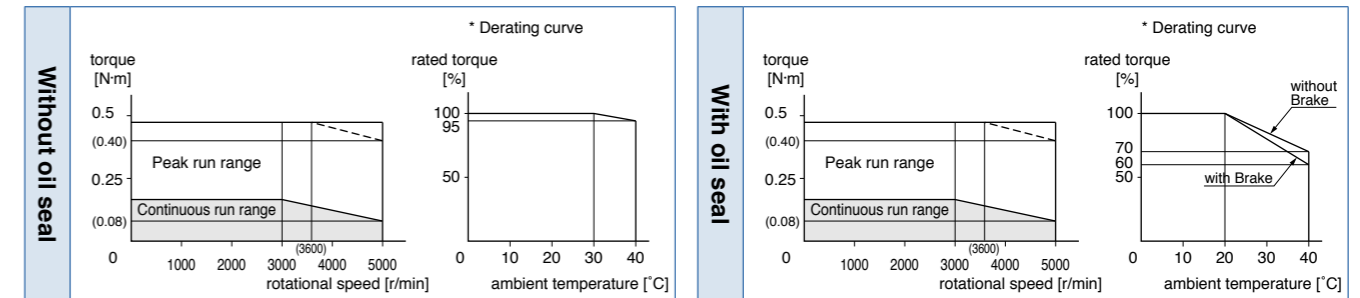 Without oil seal
* Derating curve
torque
[N·m]
0.5
(0.40)
0.25
(0.08)
0
Peak run range
Continuous run range
1000 2000 3000 (3600) 4000 5000
rotational speed [r/min]
rated torque
[%]
100
95
50
0 10 20 30 40
ambient temperature [˚C]
With oil seal
* Derating curve
torque
[N·m]
0.5
(0.40)
0.25
(0.08)
0
Peak run range
Continuous run range
1000 2000 3000 (3600) 4000 5000
rotational speed [r/min]
rated torque
[%]
100
70
60
50
without
Brake
with Brake
0 10 20 30 40
ambient temperature [˚C]